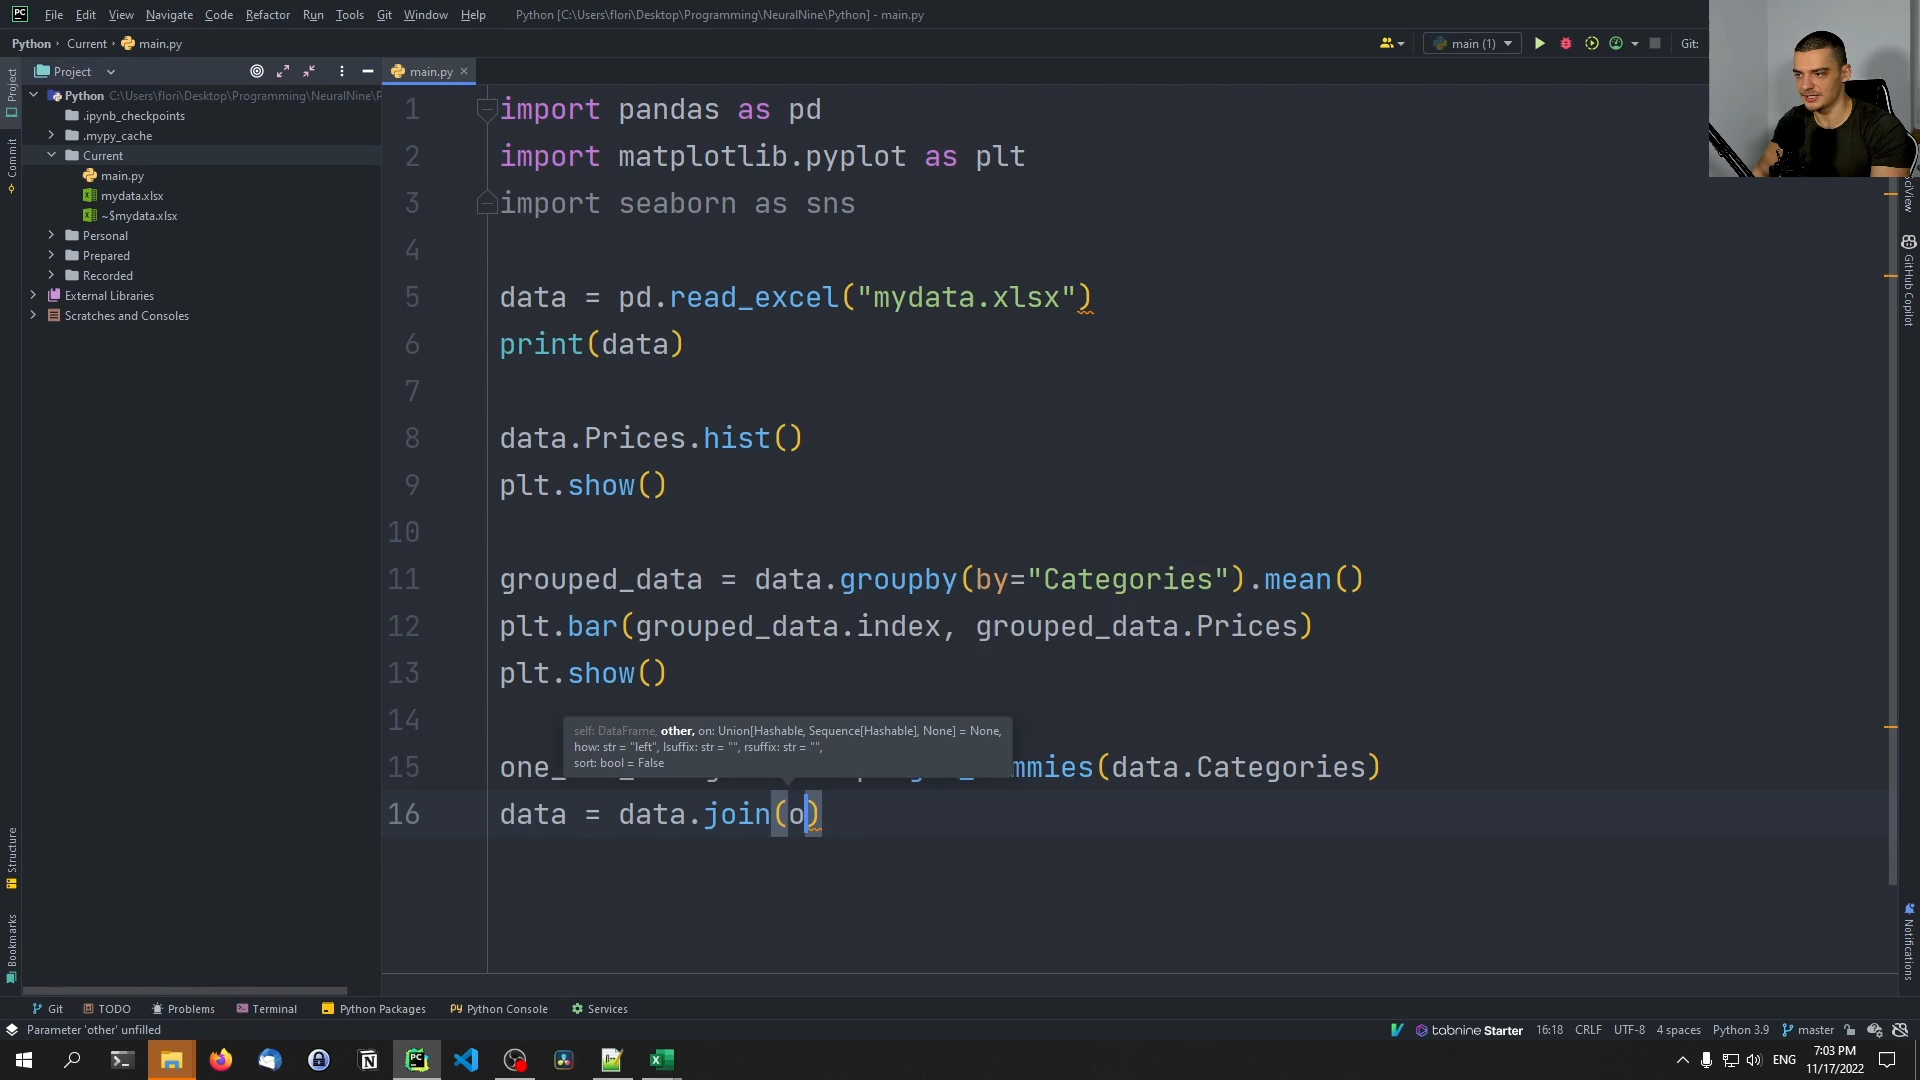 PC File Edit View Navigate Code Refactor Run Tools Git Window Help Python [C:\Users\flori\Desktop\Programming\NeuralNine\Python] - main.py
Python Current main.py main (1) Git:
Project main.py
Python C:\Users\flori\Desktop\Programming\NeuralNine\P
.ipynb_checkpoints
.mypy_cache
Current
main.py
mydata.xlsx
~$mydata.xlsx
Personal
Prepared
Recorded
External Libraries
Scratches and Consoles
Project
Commit
Structure
Bookmarks
1 import pandas as pd
2 import matplotlib.pyplot as plt
3 import seaborn as sns
4
5 data = pd.read_excel("mydata.xlsx")
6 print(data)
7
8 data.Prices.hist()
9 plt.show()
10
11 grouped_data = data.groupby(by="Categories").mean()
12 plt.bar(grouped_data.index, grouped_data.Prices)
13 plt.show()
14
self: DataFrame, other, on: Union[Hashable, Sequence[Hashable], None] = None,
how: str = "left", lsuffix: str = "", rsuffix: str = "",
sort: bool = False
15 one_ mmies(data.Categories)
16 data = data.join(o)
SciView
GitHub Copilot
Notifications
Git TODO Problems Terminal Python Packages Python Console Services
Parameter 'other' unfilled tabnine Starter 16:18 CRLF UTF-8 4 spaces Python 3.9 master
ENG 7:03 PM
11/17/2022